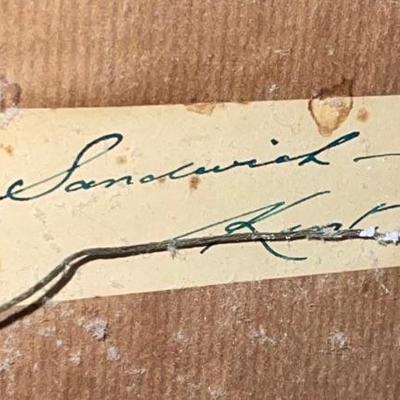 Sandwich —
Kent